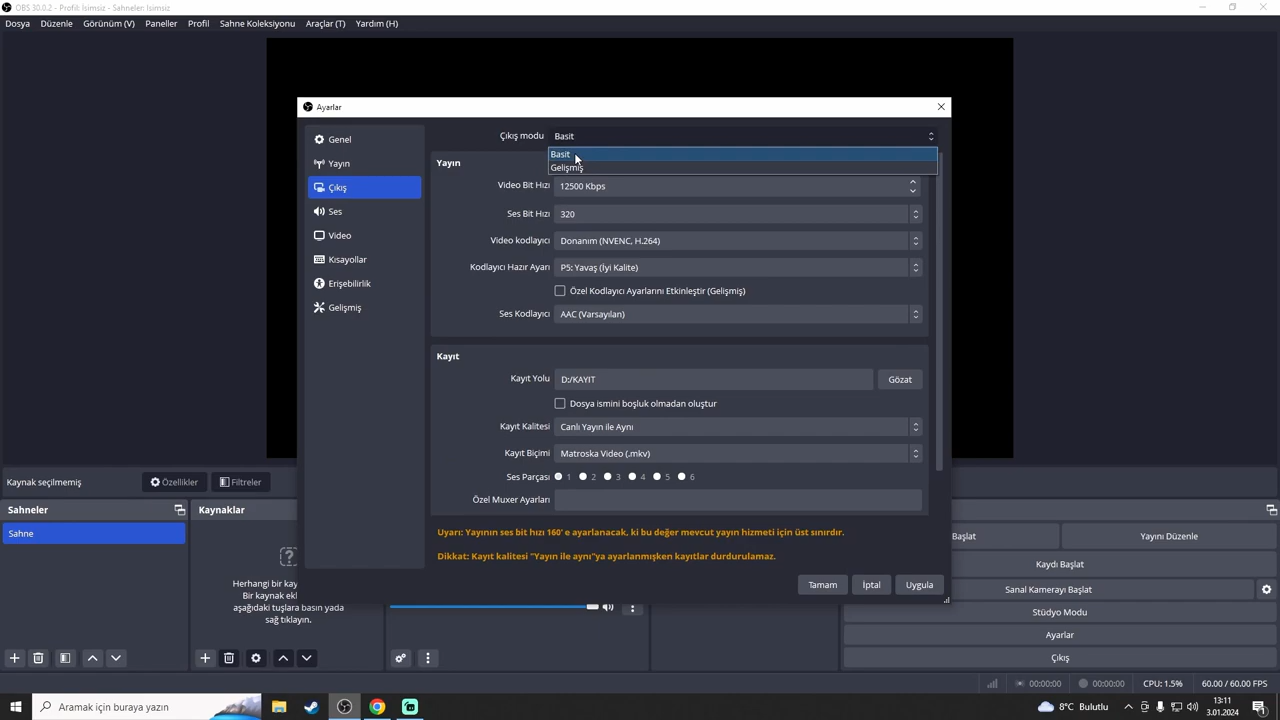 OBS 30.0.2 - Profil: İsimsiz - Sahneler: İsimsiz
Dosya Düzenle Görünüm (V) Paneller Profil Sahne Koleksiyonu Araçlar (T) Yardım (H)
Ayarlar
Genel
Yayın
Çıkış
Ses
Video
Kısayollar
Erişebilirlik
Gelişmiş
Çıkış modu Basit
Basit
Gelişmiş
Yayın
Video Bit Hızı 12500 Kbps
Ses Bit Hızı 320
Video kodlayıcı Donanım (NVENC, H.264)
Kodlayıcı Hazır Ayarı P5: Yavaş (İyi Kalite)
Özel Kodlayıcı Ayarlarını Etkinleştir (Gelişmiş)
Ses Kodlayıcı AAC (Varsayılan)
Kayıt
Kayıt Yolu D:/KAYIT Gözat
Dosya ismini boşluk olmadan oluştur
Kayıt Kalitesi Canlı Yayın ile Aynı
Kayıt Biçimi Matroska Video (.mkv)
Ses Parçası 1 2 3 4 5 6
Özel Muxer Ayarları
Uyarı: Yayının ses bit hızı 160' e ayarlanacak, ki bu değer mevcut yayın hizmeti için üst sınırdır.
Dikkat: Kayıt kalitesi "Yayın ile aynı"ya ayarlanmışken kayıtlar durdurulamaz.
Tamam İptal Uygula
Kaynak seçilmemiş Özellikler Filtreler
Sahneler
Sahne
Kaynaklar
Herhangi bir kay
Bir kaynak ekl
aşağıdaki tuşlara basın yada
sağ tıklayın.
Başlat Yayını Düzenle
Kaydı Başlat
Sanal Kamerayı Başlat
Stüdyo Modu
Ayarlar
Çıkış
00:00:00 00:00:00 CPU: 1.5% 60.00 / 60.00 FPS
Aramak için buraya yazın
8°C Bulutlu
13:11
3.01.2024
1